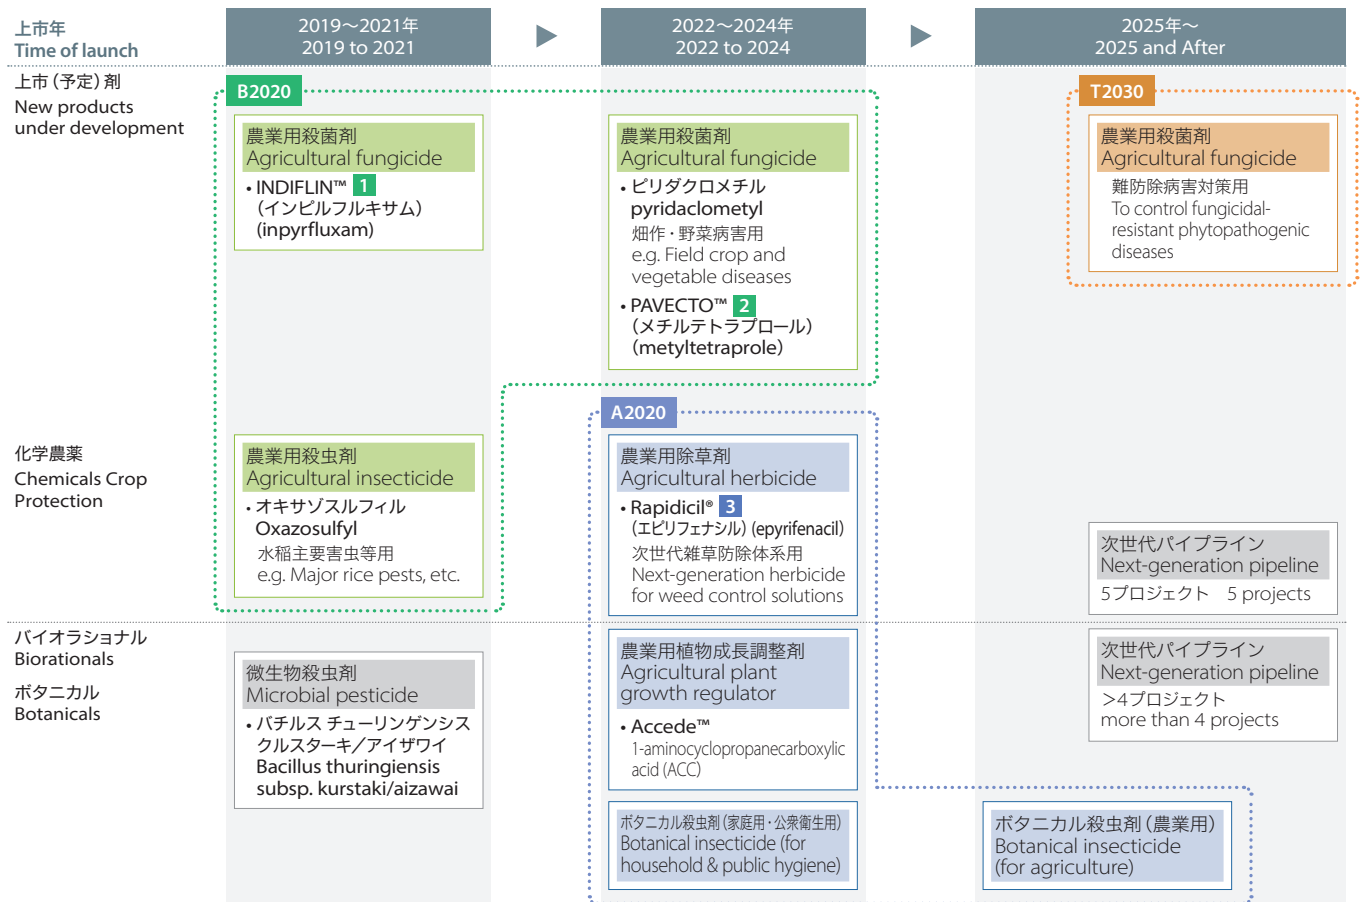 上市年
Time of launch
2019～2021年
2019 to 2021
2022～2024年
2022 to 2024
2025年～
2025 and After
上市（予定）剤
New products
under development
B2020
農業用殺菌剤
Agricultural fungicide
• INDIFLIN™ 1
（インピルフルキサム）
(inpyrfluxam)
農業用殺菌剤
Agricultural fungicide
• ピリダクロメチル
pyridaclometyl
畑作・野菜病害用
e.g. Field crop and
vegetable diseases
• PAVECTO™ 2
（メチルテトラプロール）
(metyltetraprole)
T2030
農業用殺菌剤
Agricultural fungicide
難防除病害対策用
To control fungicidal-
resistant phytopathogenic
diseases
化学農薬
Chemicals Crop
Protection
農業用殺虫剤
Agricultural insecticide
• オキサゾスルフィル
Oxazosulfyl
水稲主要害虫等用
e.g. Major rice pests, etc.
A2020
農業用除草剤
Agricultural herbicide
• Rapidicil® 3
（エピリフェナシル） (epyrifenacil)
次世代雑草防除体系用
Next-generation herbicide
for weed control solutions
次世代パイプライン
Next-generation pipeline
5プロジェクト 5 projects
バイオラショナル
Biorationals
ボタニカル
Botanicals
微生物殺虫剤
Microbial pesticide
• バチルス チューリンゲンシス
クルスターキ／アイザワイ
Bacillus thuringiensis
subsp. kurstaki/aizawai
農業用植物成長調整剤
Agricultural plant
growth regulator
• Accede™
1-aminocyclopropanecarboxylic
acid (ACC)
次世代パイプライン
Next-generation pipeline
＞4プロジェクト
more than 4 projects
ボタニカル殺虫剤（家庭用・公衆衛生用）
Botanical insecticide (for
household & public hygiene)
ボタニカル殺虫剤（農業用）
Botanical insecticide
(for agriculture)